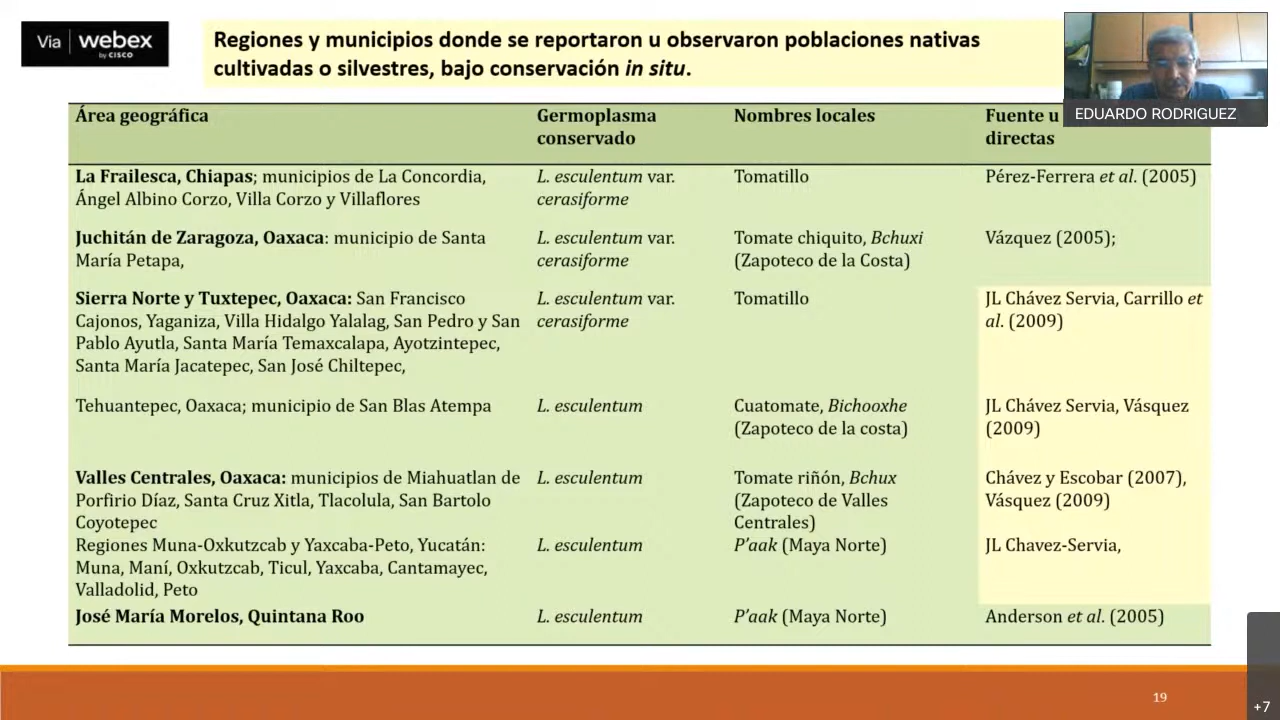 Via | webex
by CISCO
Regiones y municipios donde se reportaron u observaron poblaciones nativas
cultivadas o silvestres, bajo conservación in situ.
EDUARDO RODRIGUEZ
Área geográfica
Germoplasma
conservado
Nombres locales
Fuente u
directas
La Frailesca, Chiapas; municipios de La Concordia,
Ángel Albino Corzo, Villa Corzo y Villaflores
L. esculentum var.
cerasiforme
Tomatillo
Pérez-Ferrera et al. (2005)
Juchitán de Zaragoza, Oaxaca: municipio de Santa
María Petapa,
L. esculentum var.
cerasiforme
Tomate chiquito, Bchuxi
(Zapoteco de la Costa)
Vázquez (2005);
Sierra Norte y Tuxtepec, Oaxaca: San Francisco
Cajonos, Yaganiza, Villa Hidalgo Yalalag, San Pedro y San
Pablo Ayutla, Santa María Temaxcalapa, Ayotzintepec,
Santa María Jacatepec, San José Chiltepec,
L. esculentum var.
cerasiforme
Tomatillo
JL Chávez Servia, Carrillo et
al. (2009)
Tehuantepec, Oaxaca; municipio de San Blas Atempa
L. esculentum
Cuatomate, Bichooxhe
(Zapoteco de la costa)
JL Chávez Servia, Vásquez
(2009)
Valles Centrales, Oaxaca: municipios de Miahuatlan de
Porfirio Díaz, Santa Cruz Xitla, Tlacolula, San Bartolo
Coyotepec
L. esculentum
Tomate riñón, Bchux
(Zapoteco de Valles
Centrales)
Chávez y Escobar (2007),
Vásquez (2009)
Regiones Muna-Oxkutzcab y Yaxcaba-Peto, Yucatán:
Muna, Maní, Oxkutzcab, Ticul, Yaxcaba, Cantamayec,
Valladolid, Peto
L. esculentum
P'aak (Maya Norte)
JL Chavez-Servia,
José María Morelos, Quintana Roo
L. esculentum
P'aak (Maya Norte)
Anderson et al. (2005)
19
+7